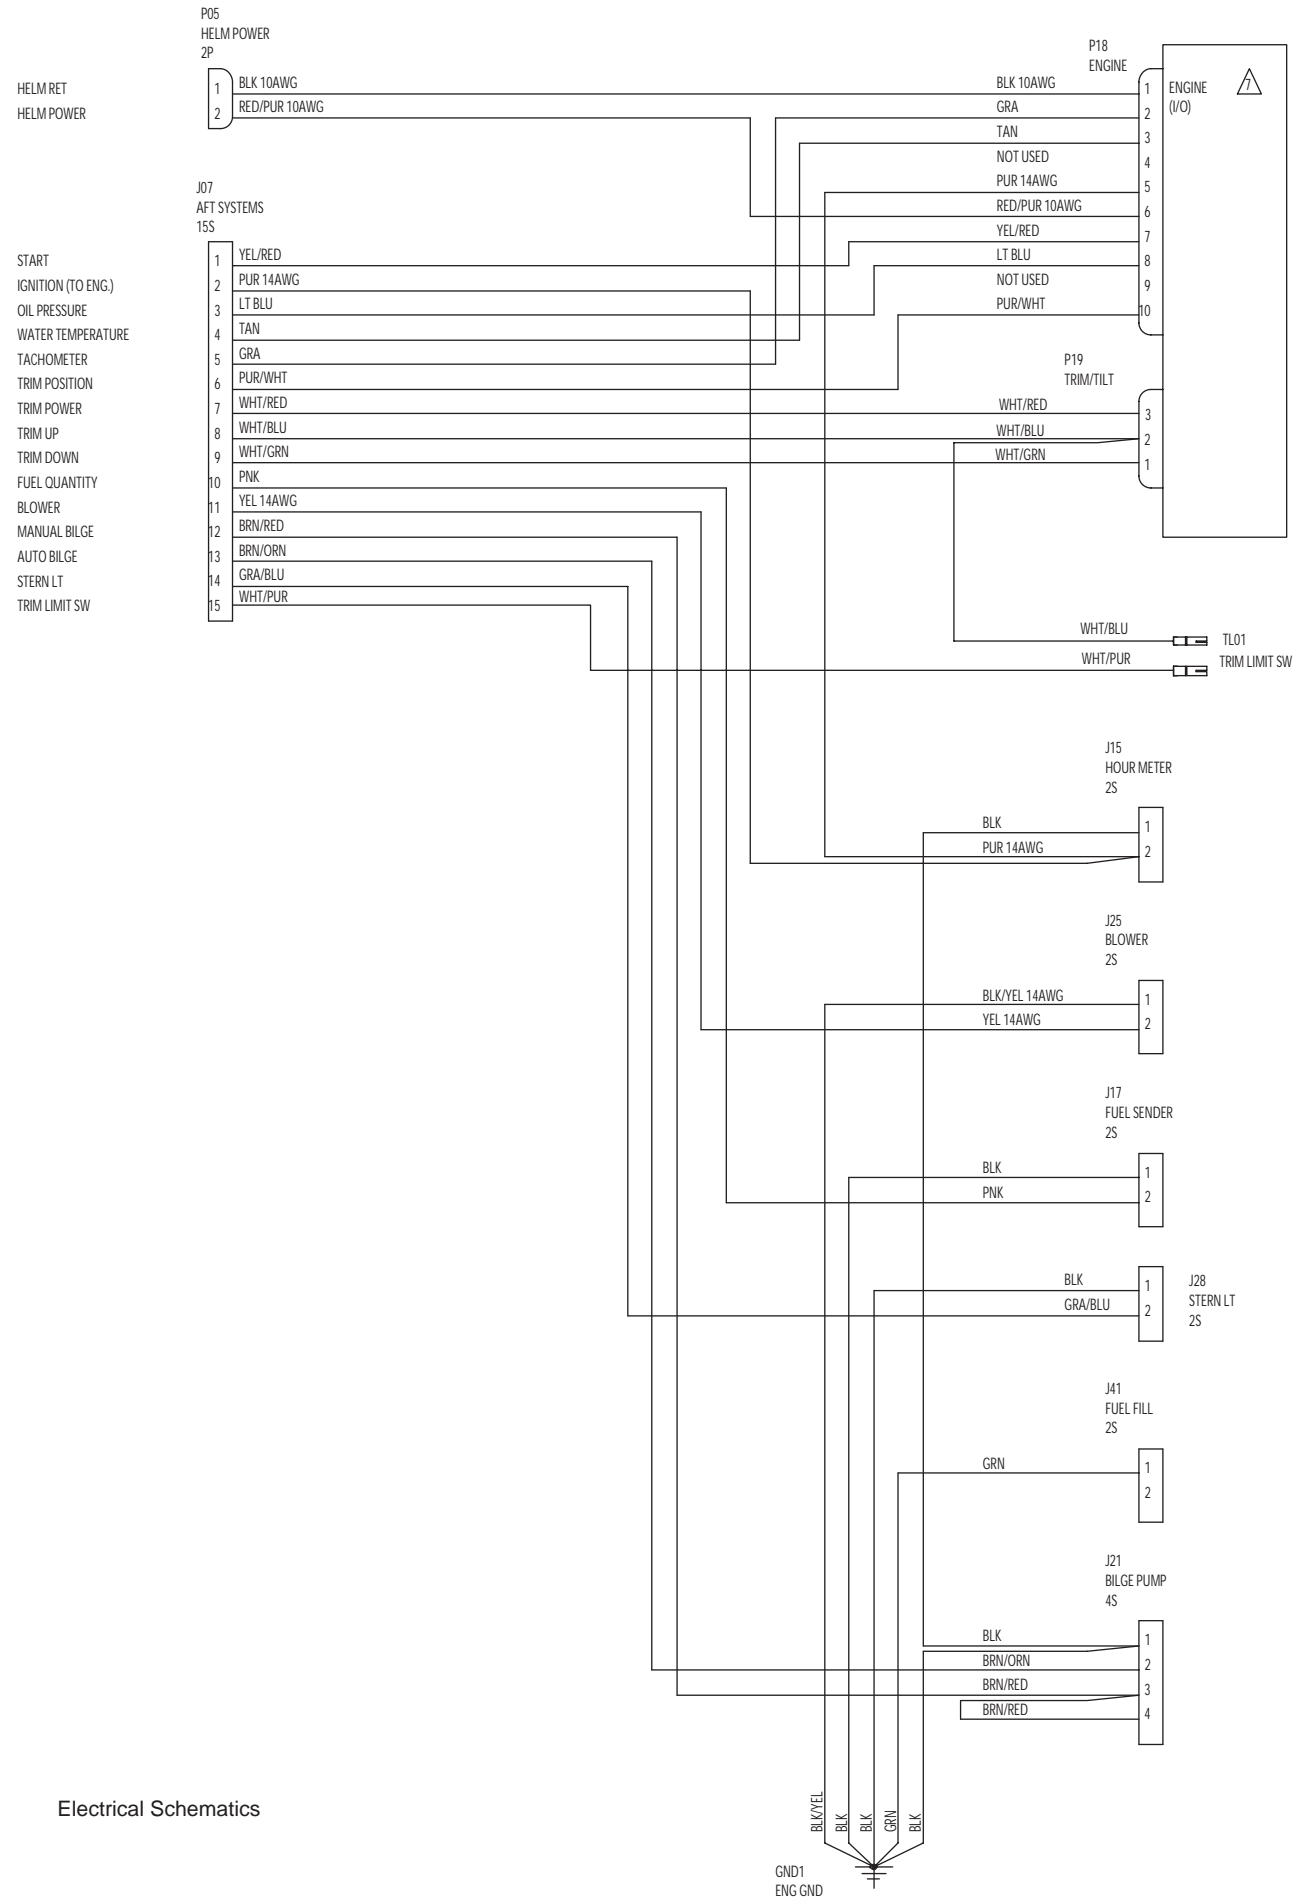 P05
HELM POWER
2P
HELM RET
1
BLK 10AWG
HELM POWER
2
RED/PUR 10AWG
J07
AFT SYSTEMS
15S
START
1
YEL/RED
IGNITION (TO ENG.)
2
PUR 14AWG
OIL PRESSURE
3
LT BLU
WATER TEMPERATURE
4
TAN
TACHOMETER
5
GRA
TRIM POSITION
6
PUR/WHT
TRIM POWER
7
WHT/RED
TRIM UP
8
WHT/BLU
TRIM DOWN
9
WHT/GRN
FUEL QUANTITY
10
PNK
BLOWER
11
YEL 14AWG
MANUAL BILGE
12
BRN/RED
AUTO BILGE
13
BRN/ORN
STERN LT
14
GRA/BLU
TRIM LIMIT SW
15
WHT/PUR
P18
ENGINE
BLK 10AWG
1
GRA
2
TAN
3
NOT USED
4
PUR 14AWG
5
RED/PUR 10AWG
6
YEL/RED
7
LT BLU
8
NOT USED
9
PUR/WHT
10
ENGINE
(I/O)
7
P19
TRIM/TILT
WHT/RED
3
WHT/BLU
2
WHT/GRN
1
WHT/BLU
TL01
WHT/PUR
TRIM LIMIT SW
J15
HOUR METER
2S
BLK
1
PUR 14AWG
2
J25
BLOWER
2S
BLK/YEL 14AWG
1
YEL 14AWG
2
J17
FUEL SENDER
2S
BLK
1
PNK
2
BLK
1
GRA/BLU
2
J28
STERN LT
2S
J41
FUEL FILL
2S
GRN
1
2
J21
BILGE PUMP
4S
BLK
1
BRN/ORN
2
BRN/RED
3
BRN/RED
4
Electrical Schematics
BLK/YEL
BLK
BLK
GRN
BLK
GND1
ENG GND